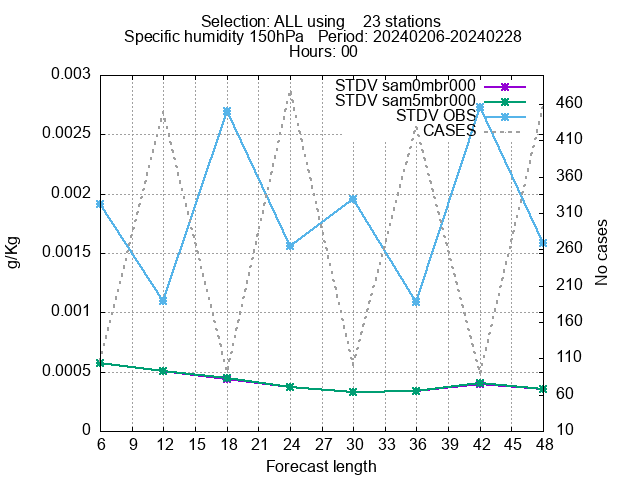 Selection: ALL using    23 stations
Specific humidity 150hPa   Period: 20240206-20240228
Hours: 00
STDV sam0mbr000
STDV sam5mbr000
STDV OBS
CASES
0.003
0.0025
0.002
0.0015
0.001
0.0005
0
g/Kg
460
410
360
310
260
210
160
110
60
10
No cases
6 9 12 15 18 21 24 27 30 33 36 39 42 45 48
Forecast length